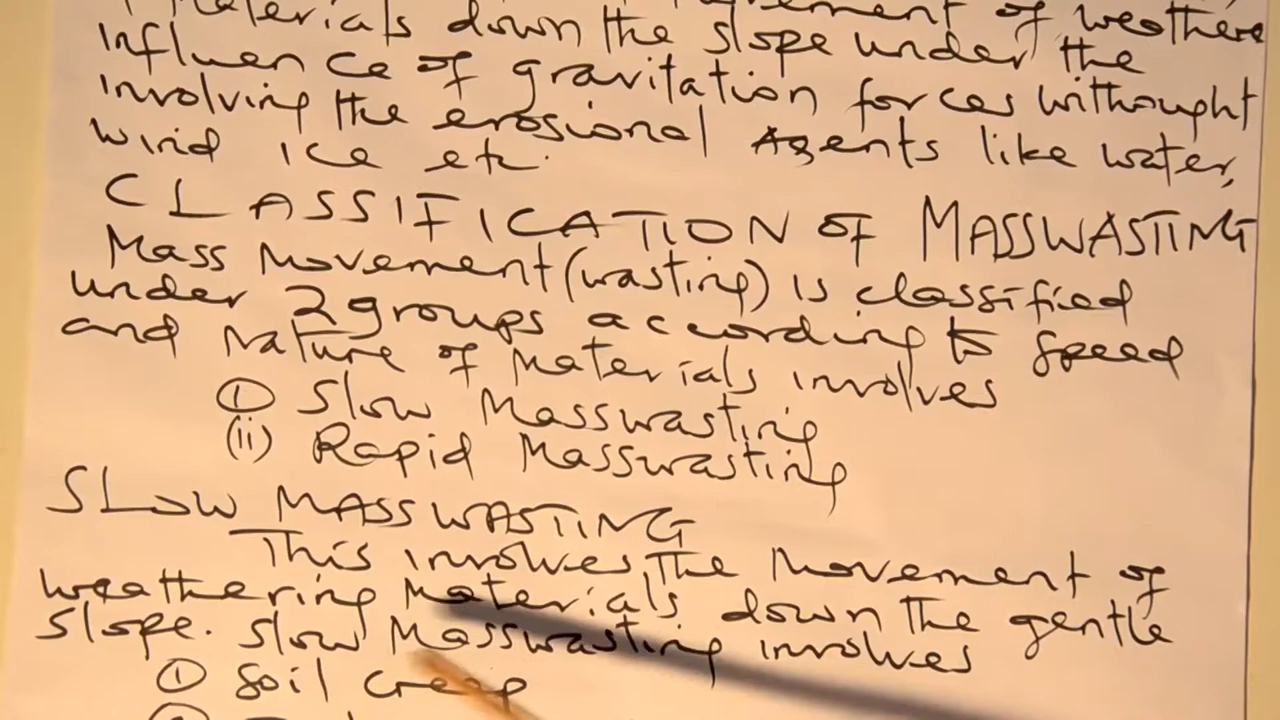 Materials down the slope under the
influence of gravitation forces withought
involving the erosional Agents like water,
wind ice etc.
CLASSIFICATION OF MASSWASTING
Mass Movement (wasting) is classified
under 2 groups according to speed
and Nature of Materials involves
(i) Slow Masswasting
(ii) Rapid Masswasting
SLOW MASSWASTING
This involves The Movement of
weathering Materials down The gentle
slope. Slow Masswasting involves
(i) Soil creep